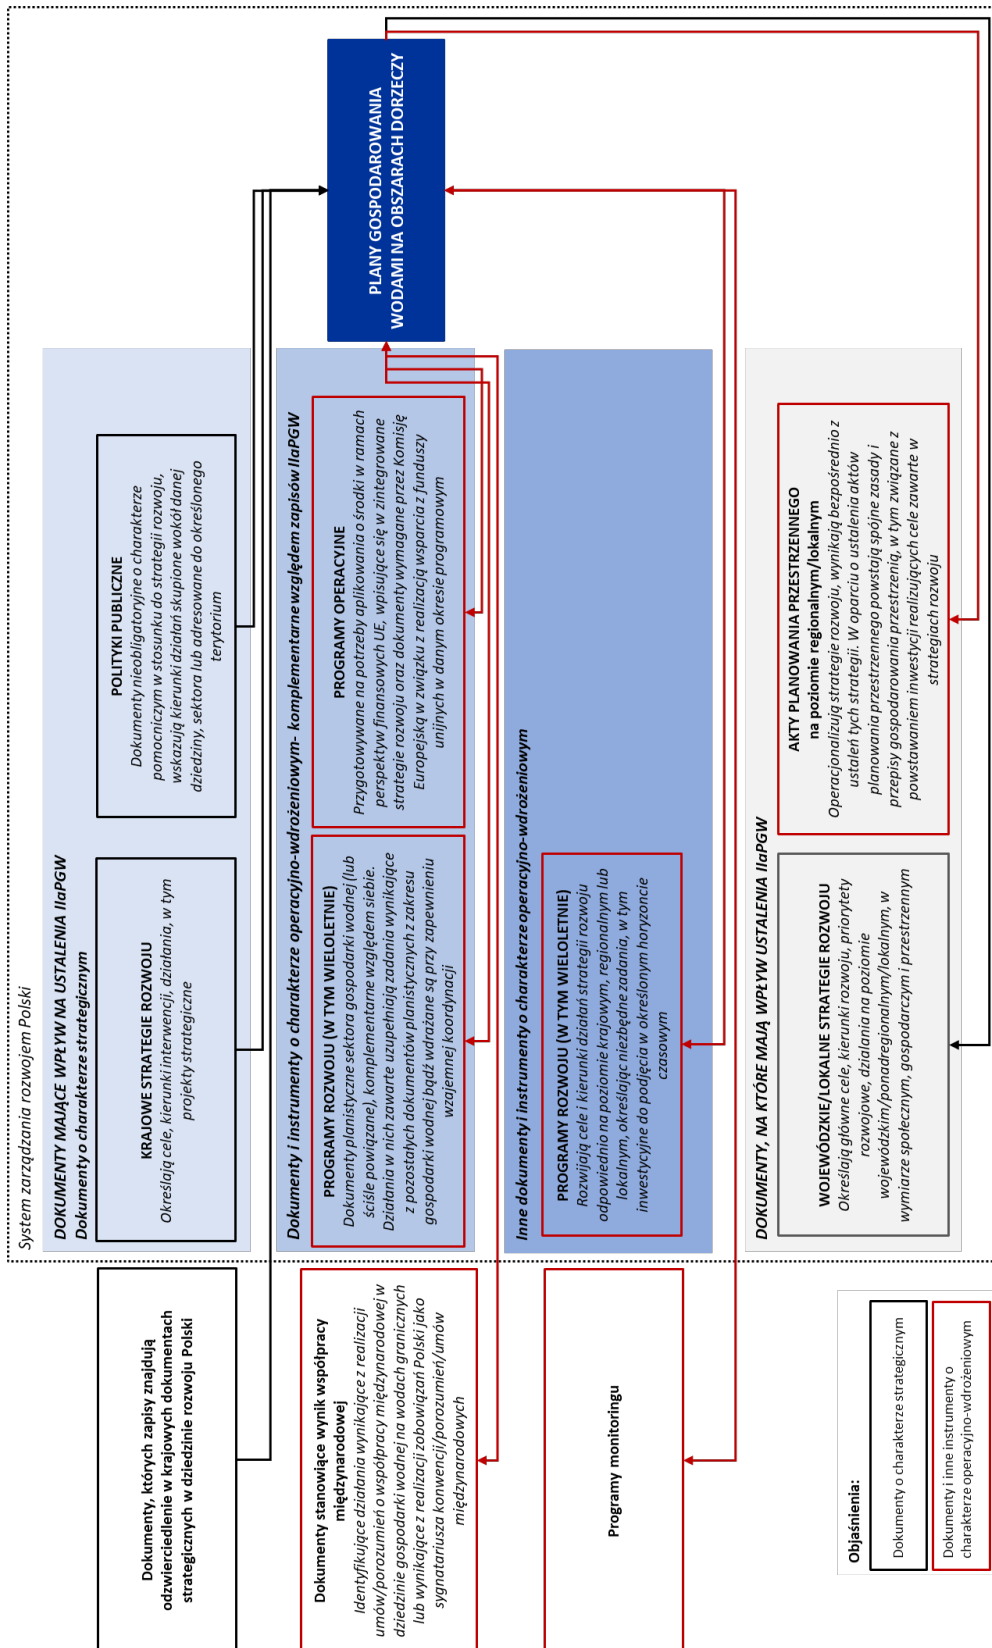 System zarządzania rozwojem Polski
Dokumenty, których zapisy znajdują
odzwierciedlenie w krajowych dokumentach
strategicznych w dziedzinie rozwoju Polski
DOKUMENTY MAJĄCE WPŁYW NA USTALENIA IIaPGW
Dokumenty o charakterze strategicznym
KRAJOWE STRATEGIE ROZWOJU
Określają cele, kierunki interwencji, działania, w tym
projekty strategiczne
POLITYKI PUBLICZNE
Dokumenty nieobligatoryjne o charakterze
pomocniczym w stosunku do strategii rozwoju,
wskazują kierunki działań skupione wokół danej
dziedziny, sektora lub adresowane do określonego
terytorium
Dokumenty stanowiące wynik współpracy
międzynarodowej
Identyfikujące działania wynikające z realizacji
umów/porozumień o współpracy międzynarodowej w
dziedzinie gospodarki wodnej na wodach granicznych
lub wynikające z realizacji zobowiązań Polski jako
sygnatariusza konwencji/porozumień/umów
międzynarodowych
Dokumenty i instrumenty o charakterze operacyjno-wdrożeniowym- komplementarne względem zapisów IIaPGW
PROGRAMY ROZWOJU (W TYM WIELOLETNIE)
Dokumenty planistyczne sektora gospodarki wodnej (lub
ściśle powiązane), komplementarne względem siebie.
Działania w nich zawarte uzupełniają zadania wynikające
z pozostałych dokumentów planistycznych z zakresu
gospodarki wodnej bądź wdrażane są przy zapewnieniu
wzajemnej koordynacji
PROGRAMY OPERACYJNE
Przygotowywane na potrzeby aplikowania o środki w ramach
perspektyw finansowych UE, wpisujące się w zintegrowane
strategie rozwoju oraz dokumenty wymagane przez Komisję
Europejską w związku z realizacją wsparcia z funduszy
unijnych w danym okresie programowym
PLANY GOSPODAROWANIA
WODAMI NA OBSZARACH DORZECZY
Programy monitoringu
Inne dokumenty i instrumenty o charakterze operacyjno-wdrożeniowym
PROGRAMY ROZWOJU (W TYM WIELOLETNIE)
Rozwijają cele i kierunki działań strategii rozwoju
odpowiednio na poziomie krajowym, regionalnym lub
lokalnym, określając niezbędne zadania, w tym
inwestycyjne do podjęcia w określonym horyzoncie
czasowym
DOKUMENTY, NA KTÓRE MAJĄ WPŁYW USTALENIA IIaPGW
WOJEWÓDZKIE/LOKALNE STRATEGIE ROZWOJU
Określają główne cele, kierunki rozwoju, priorytety
rozwojowe, działania na poziomie
wojewódzkim/ponadregionalnym/lokalnym, w
wymiarze społecznym, gospodarczym i przestrzennym
AKTY PLANOWANIA PRZESTRZENNEGO
na poziomie regionalnym/lokalnym
Operacjonalizują strategie rozwoju, wynikają bezpośrednio z
ustaleń tych strategii. W oparciu o ustalenia aktów
planowania przestrzennego powstają spójne zasady i
przepisy gospodarowania przestrzenią, w tym związane z
powstawaniem inwestycji realizujących cele zawarte w
strategiach rozwoju
Objaśnienia:
Dokumenty o charakterze strategicznym
Dokumenty i inne instrumenty o
charakterze operacyjno-wdrożeniowym